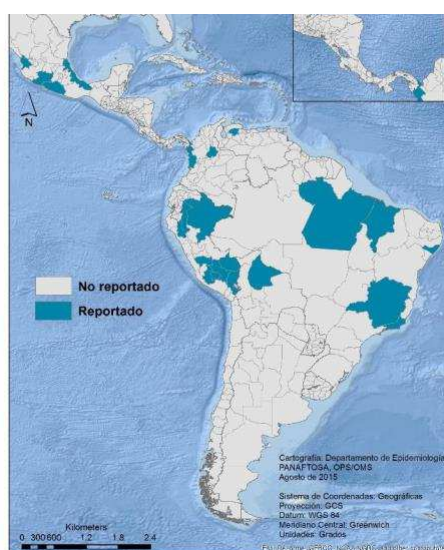 N
No reportado
Reportado
Cartografía: Departamento de Epidemiología
PANAFTOSA, OPS/OMS
Agosto de 2015
Sistema de Coordenadas: Geográficas
Proyección: GCS
Datum: WGS 84
Meridiano Central: Greenwich
Unidades: Grados
Kilometers
0 300600 1.2 1.8 2.4